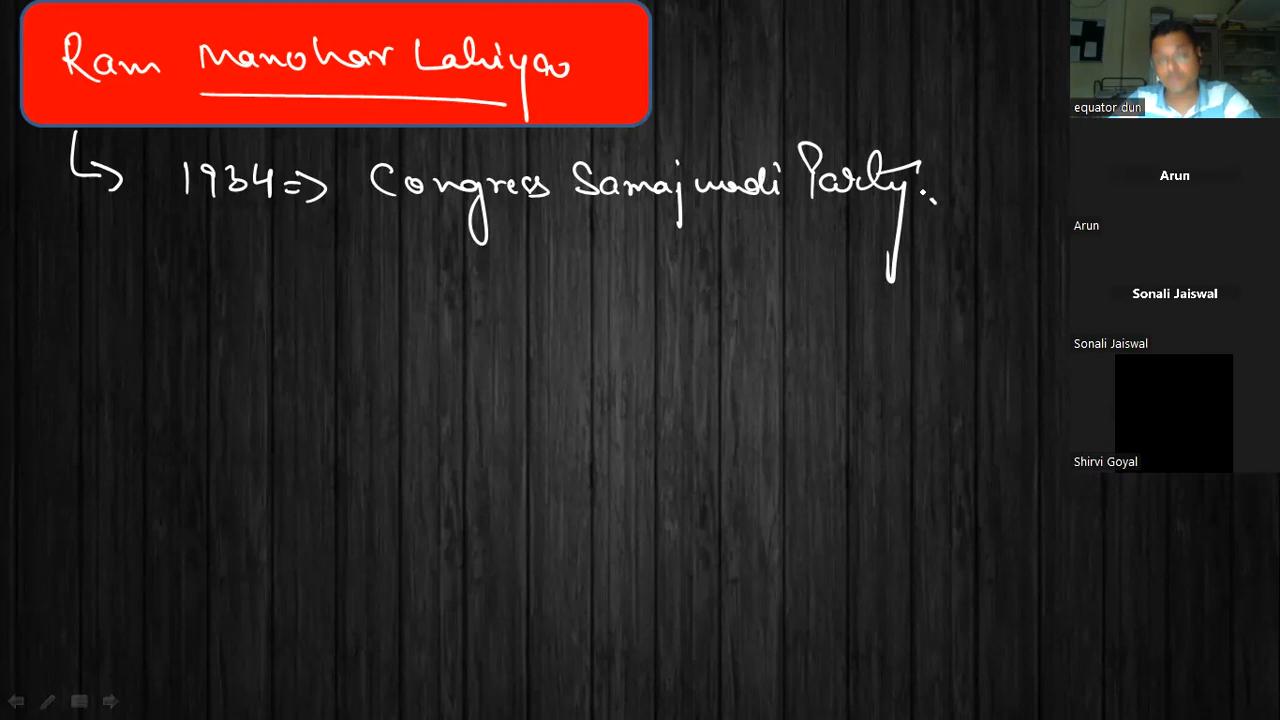 Ram Manohar Lahiya
1934 => Congress Samajwadi Party..
equator dun
Arun
Arun
Sonali Jaiswal
Sonali Jaiswal
Shirvi Goyal